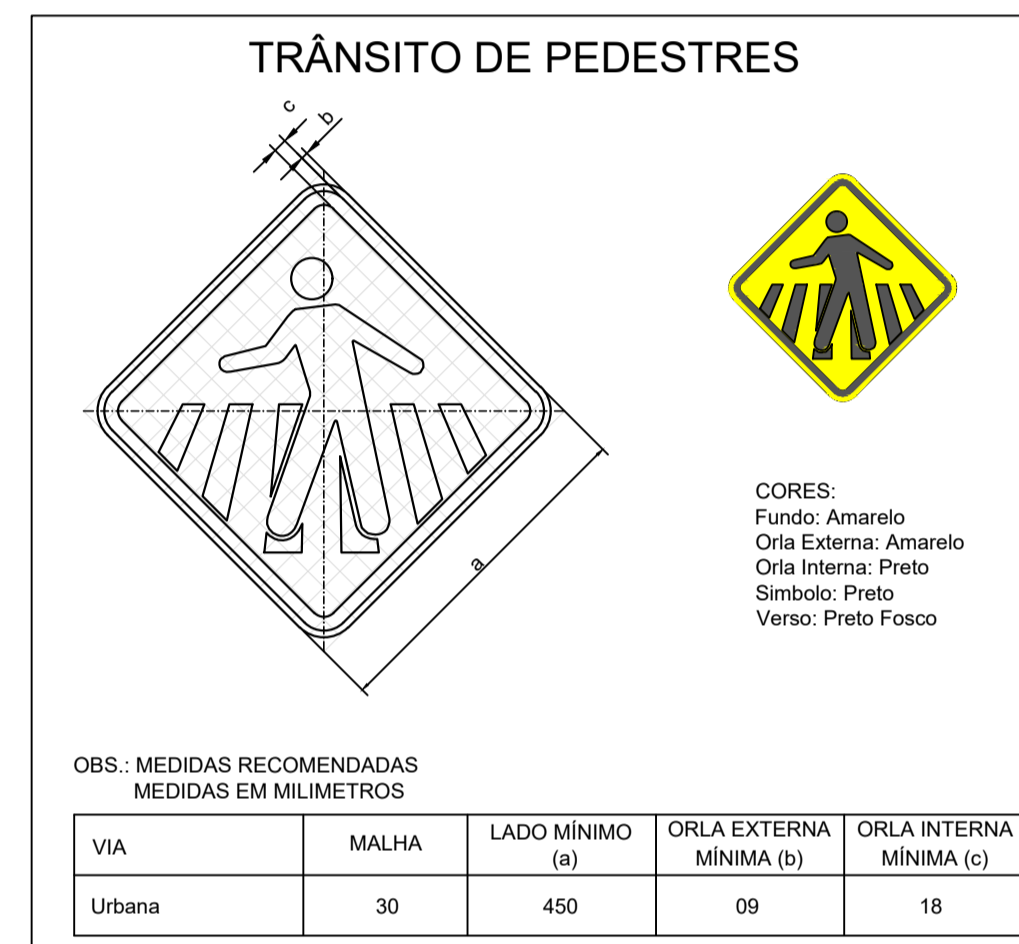 TRÂNSITO DE PEDESTRES
c
b
a
CORES:
Fundo: Amarelo
Orla Externa: Amarelo
Orla Interna: Preto
Simbolo: Preto
Verso: Preto Fosco
OBS.: MEDIDAS RECOMENDADAS
MEDIDAS EM MILIMETROS
VIA MALHA LADO MÍNIMO (a) ORLA EXTERNA MÍNIMA (b) ORLA INTERNA MÍNIMA (c)
Urbana 30 450 09 18